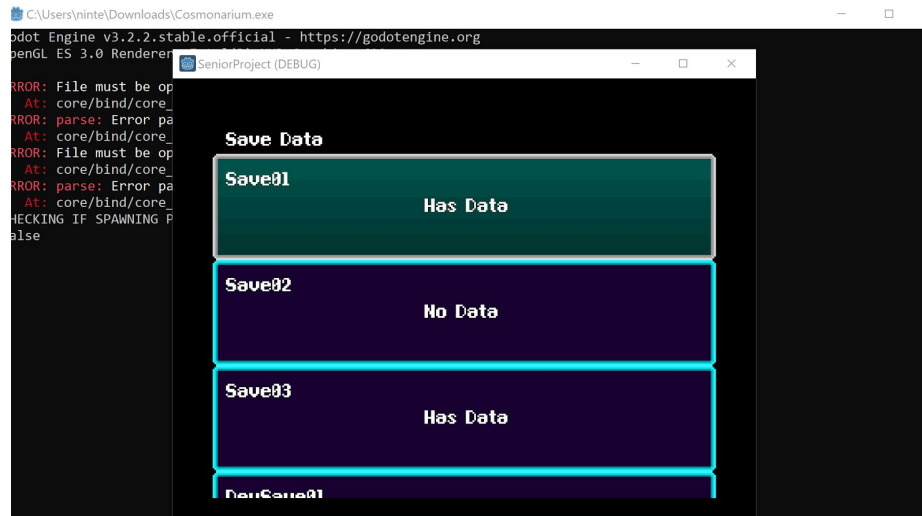 C:\Users\ninte\Downloads\Cosmonarium.exe
odot Engine v3.2.2.stable.official - https://godotengine.org
penGL ES 3.0 Renderer
SeniorProject (DEBUG)
RROR: File must be op
At: core/bind/core_
RROR: parse: Error pa
At: core/bind/core_
RROR: File must be op
At: core/bind/core_
RROR: parse: Error pa
At: core/bind/core_
HECKING IF SPAWNING P
alse
Save Data
Save01
Has Data
Save02
No Data
Save03
Has Data
DevSave01